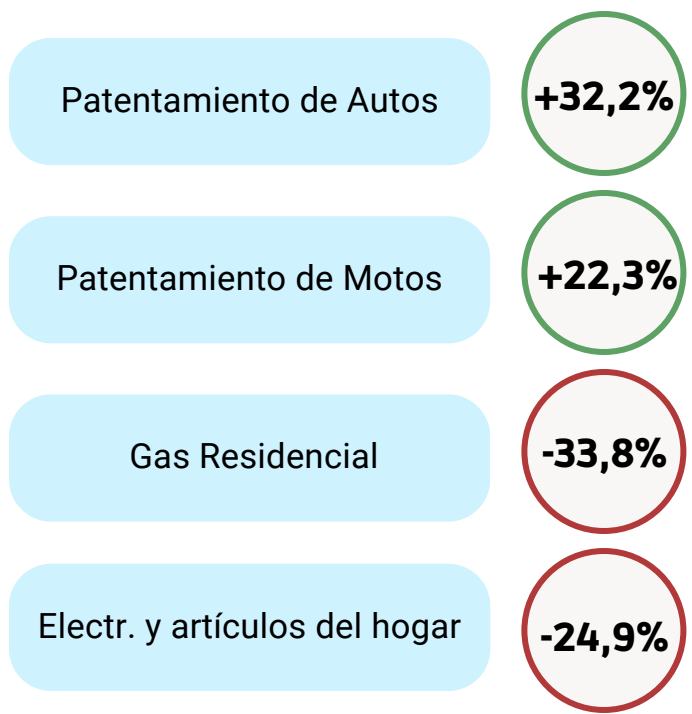 Patentamiento de Autos
+32,2%
Patentamiento de Motos
+22,3%
Gas Residencial
-33,8%
Electr. y artículos del hogar
-24,9%